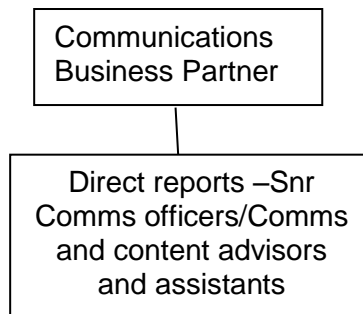 Communications
Business Partner
Direct reports –Snr
Comms officers/Comms
and content advisors
and assistants